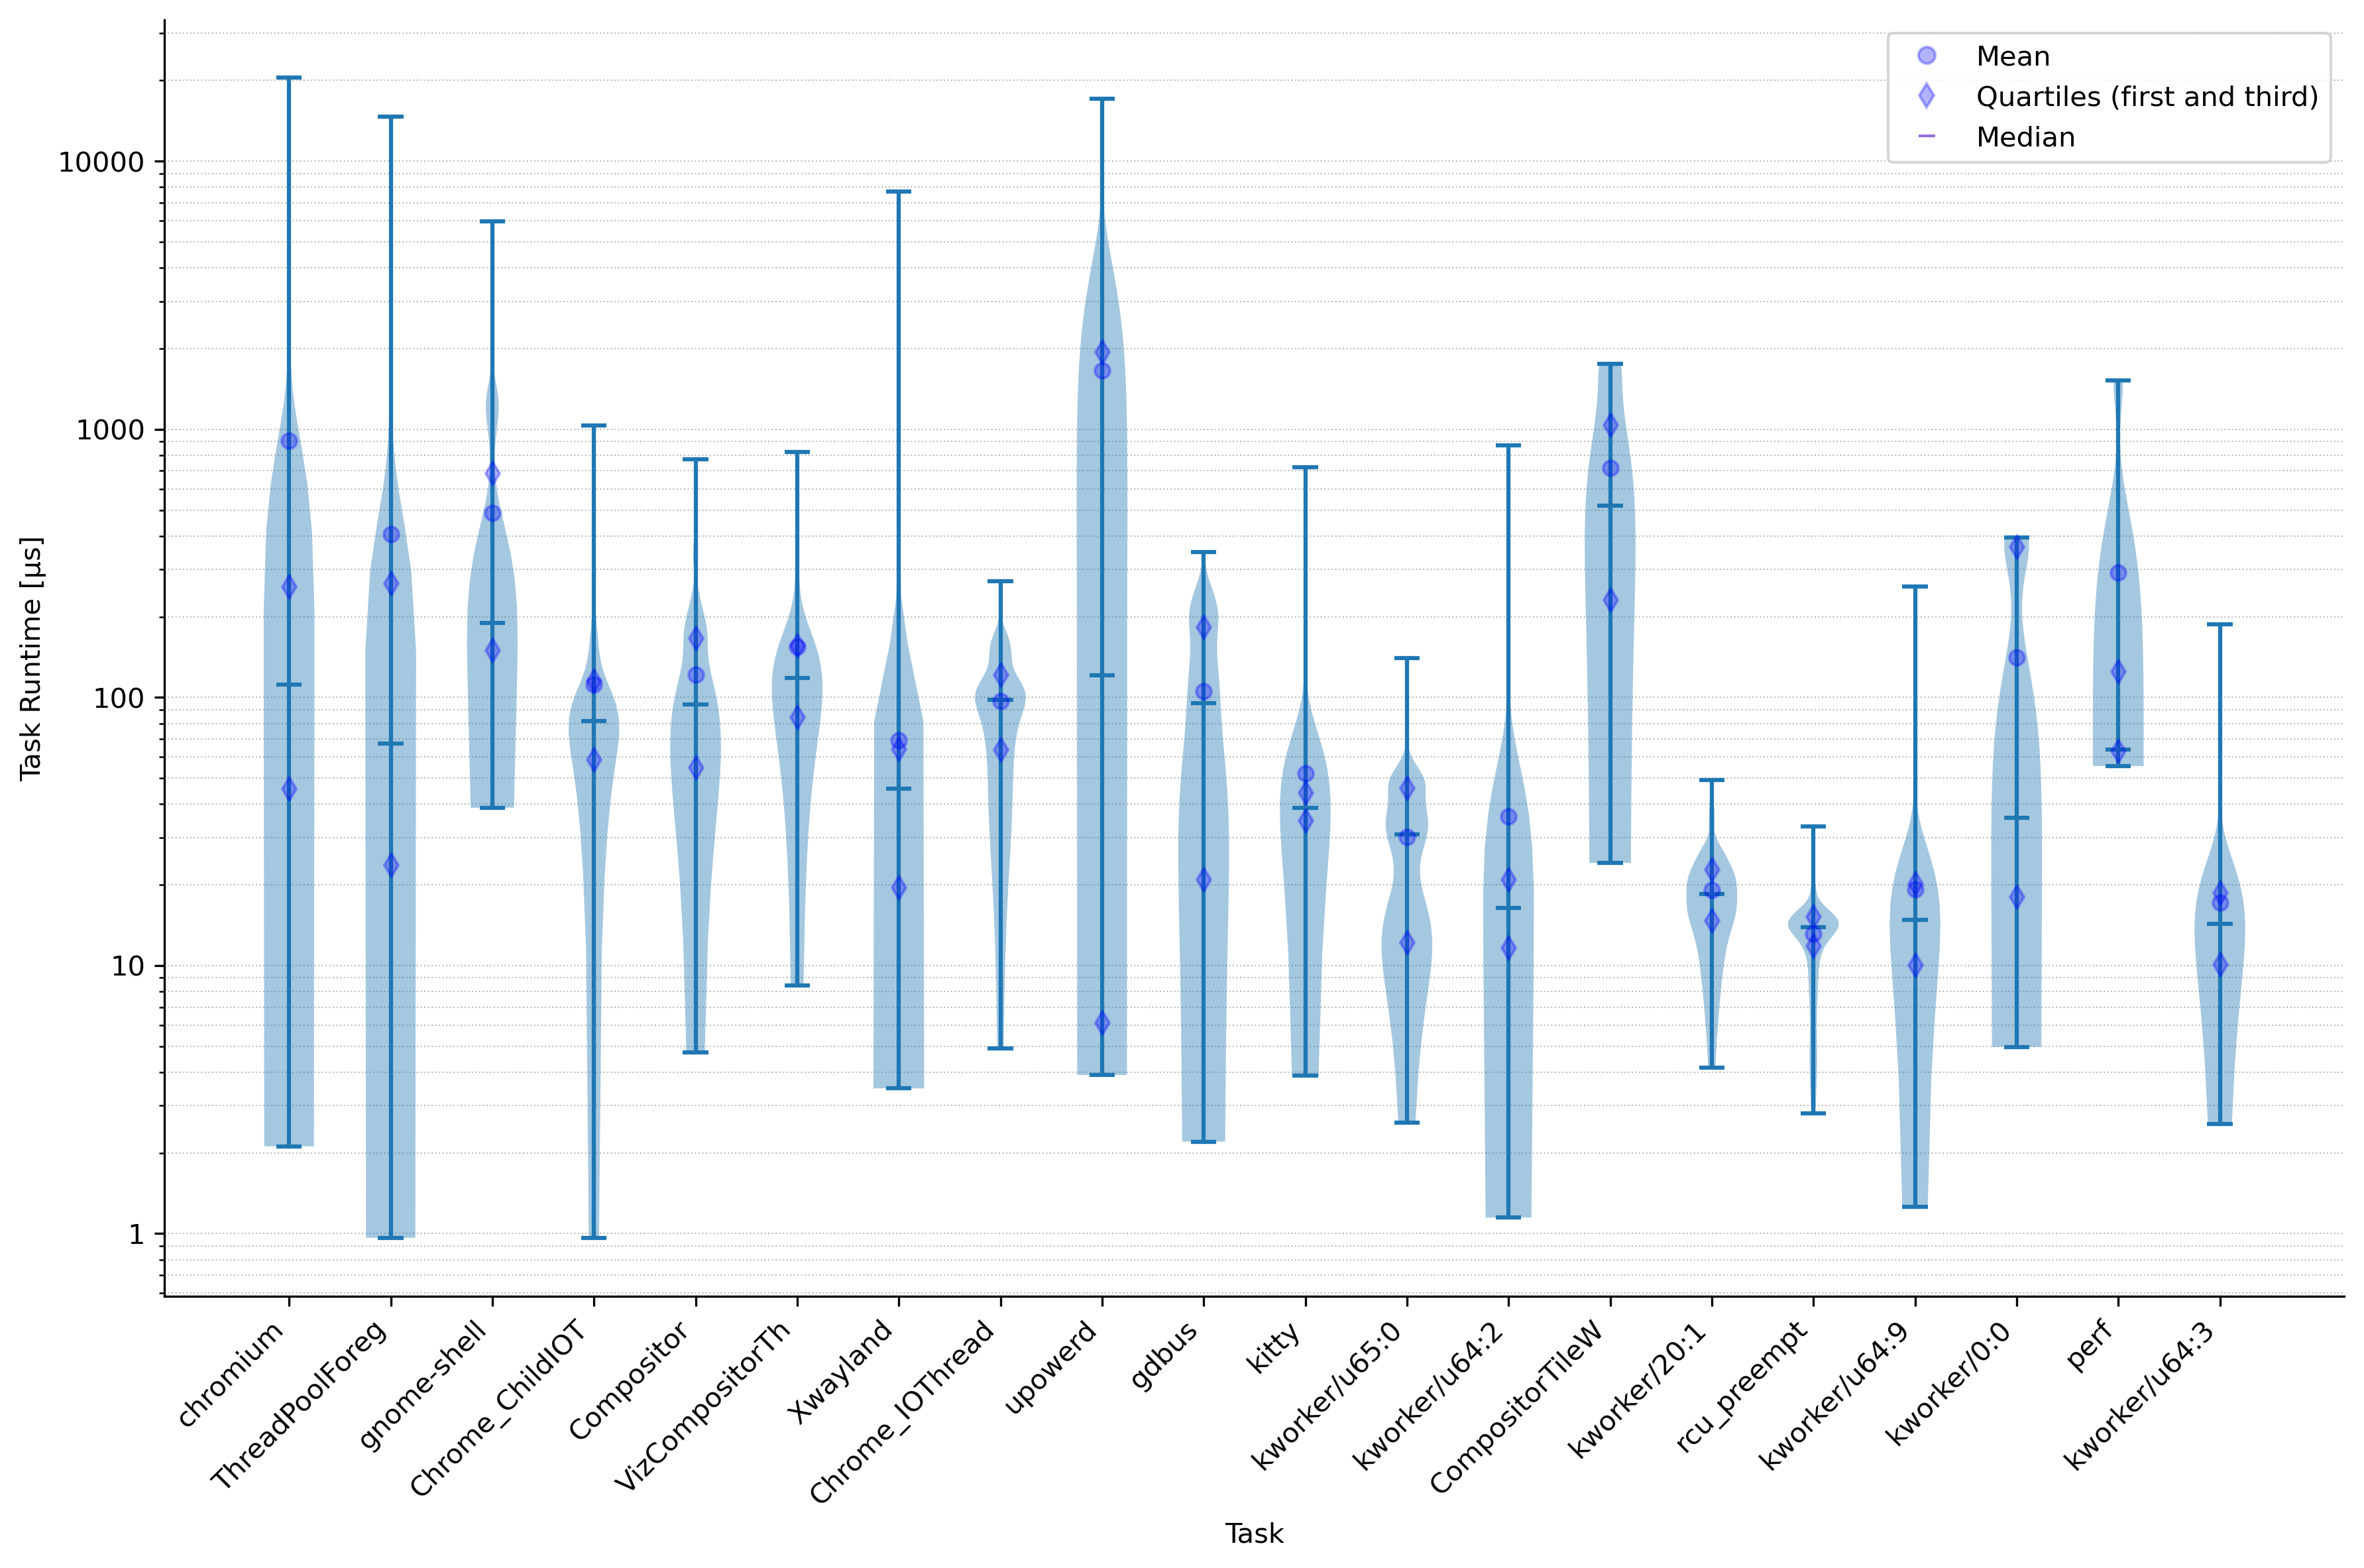 Mean
Quartiles (first and third)
Median
10000
1000
100
10
1
Task Runtime [µs]
chromium
ThreadPoolForeg
gnome-shell
Chrome_ChildIOT
Compositor
VizCompositorTh
Xwayland
Chrome_IOThread
upowerd
gdbus
kitty
kworker/u65:0
kworker/u64:2
CompositorTileW
kworker/20:1
rcu_preempt
kworker/u64:9
kworker/0:0
perf
kworker/u64:3
Task